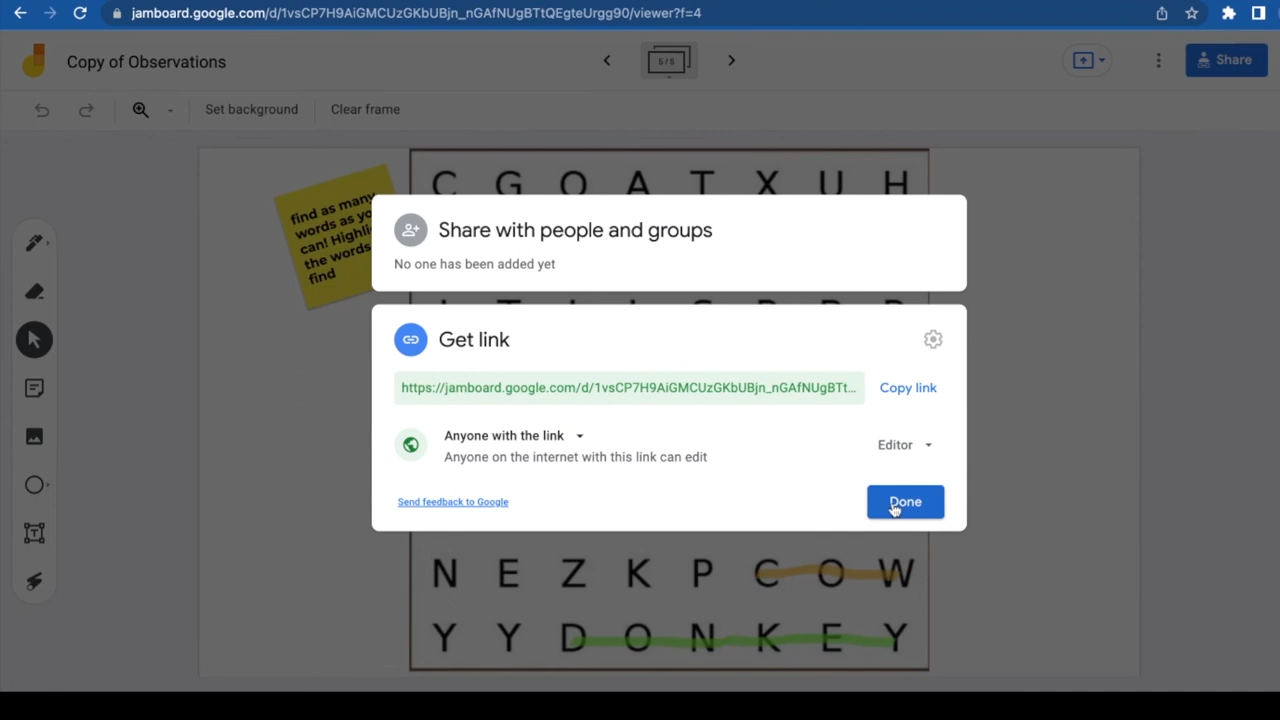 jamboard.google.com/d/1vsCP7H9AiGMCUzGKbUBjn_nGAfNUgBTtQEgteUrgg90/viewer?f=4
Copy of Observations
5/5
Share
Set background
Clear frame
C G O A T X U H
find as many
words as yo
can! Highli
the words
find
Share with people and groups
No one has been added yet
Get link
https://jamboard.google.com/d/1vsCP7H9AiGMCUzGKbUBjn_nGAfNUgBTt...
Copy link
Anyone with the link
Editor
Anyone on the internet with this link can edit
Send feedback to Google
Done
N E Z K P C O W
Y Y D O N K E Y